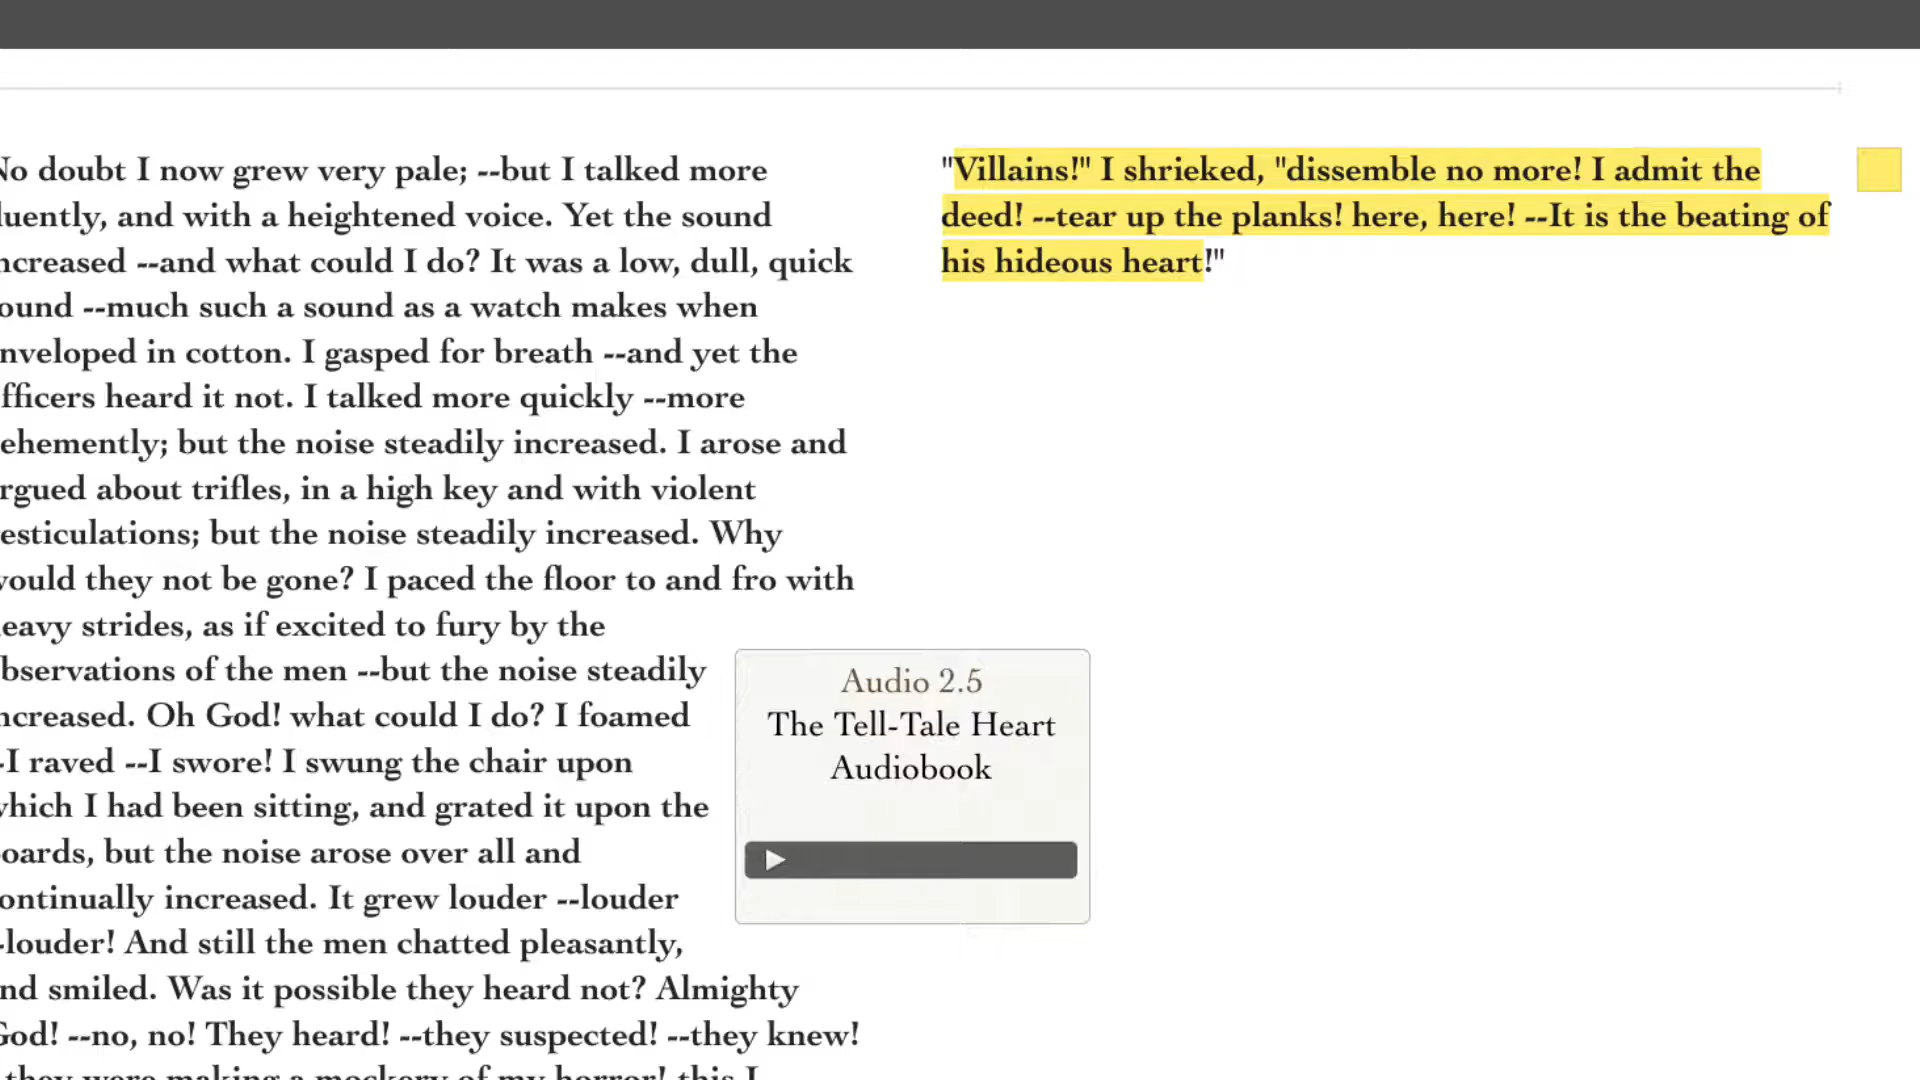 No doubt I now grew very pale; --but I talked more
luently, and with a heightened voice. Yet the sound
ncreased --and what could I do? It was a low, dull, quick
ound --much such a sound as a watch makes when
nveloped in cotton. I gasped for breath --and yet the
fficers heard it not. I talked more quickly --more
ehemently; but the noise steadily increased. I arose and
rgued about trifles, in a high key and with violent
esticulations; but the noise steadily increased. Why
would they not be gone? I paced the floor to and fro with
eavy strides, as if excited to fury by the
bservations of the men --but the noise steadily
ncreased. Oh God! what could I do? I foamed
-I raved --I swore! I swung the chair upon
which I had been sitting, and grated it upon the
oards, but the noise arose over all and
ontinually increased. It grew louder --louder
-louder! And still the men chatted pleasantly,
nd smiled. Was it possible they heard not? Almighty
God! --no, no! They heard! --they suspected! --they knew!
they were making a mockery of my horror! this I
"Villains!" I shrieked, "dissemble no more! I admit the
deed! --tear up the planks! here, here! --It is the beating of
his hideous heart!"
Audio 2.5
The Tell-Tale Heart
Audiobook